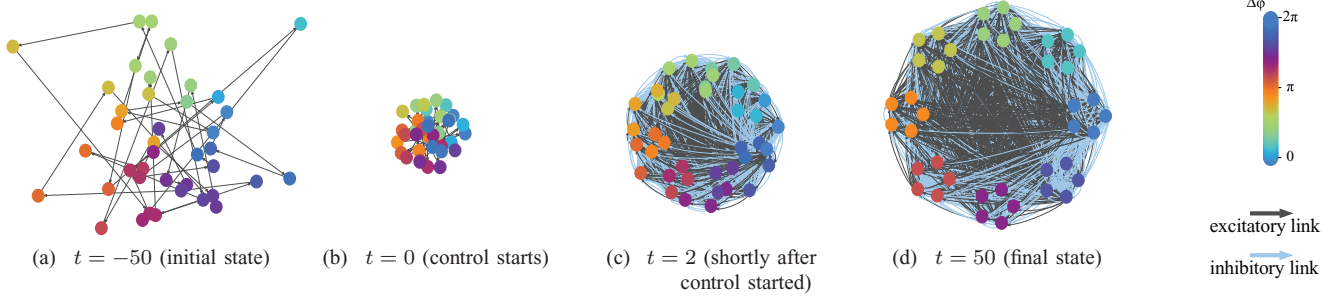 Δφ
2π
π
0
excitatory link
inhibitory link
(a) t = −50 (initial state)
(b) t = 0 (control starts)
(c) t = 2 (shortly after
control started)
(d) t = 50 (final state)